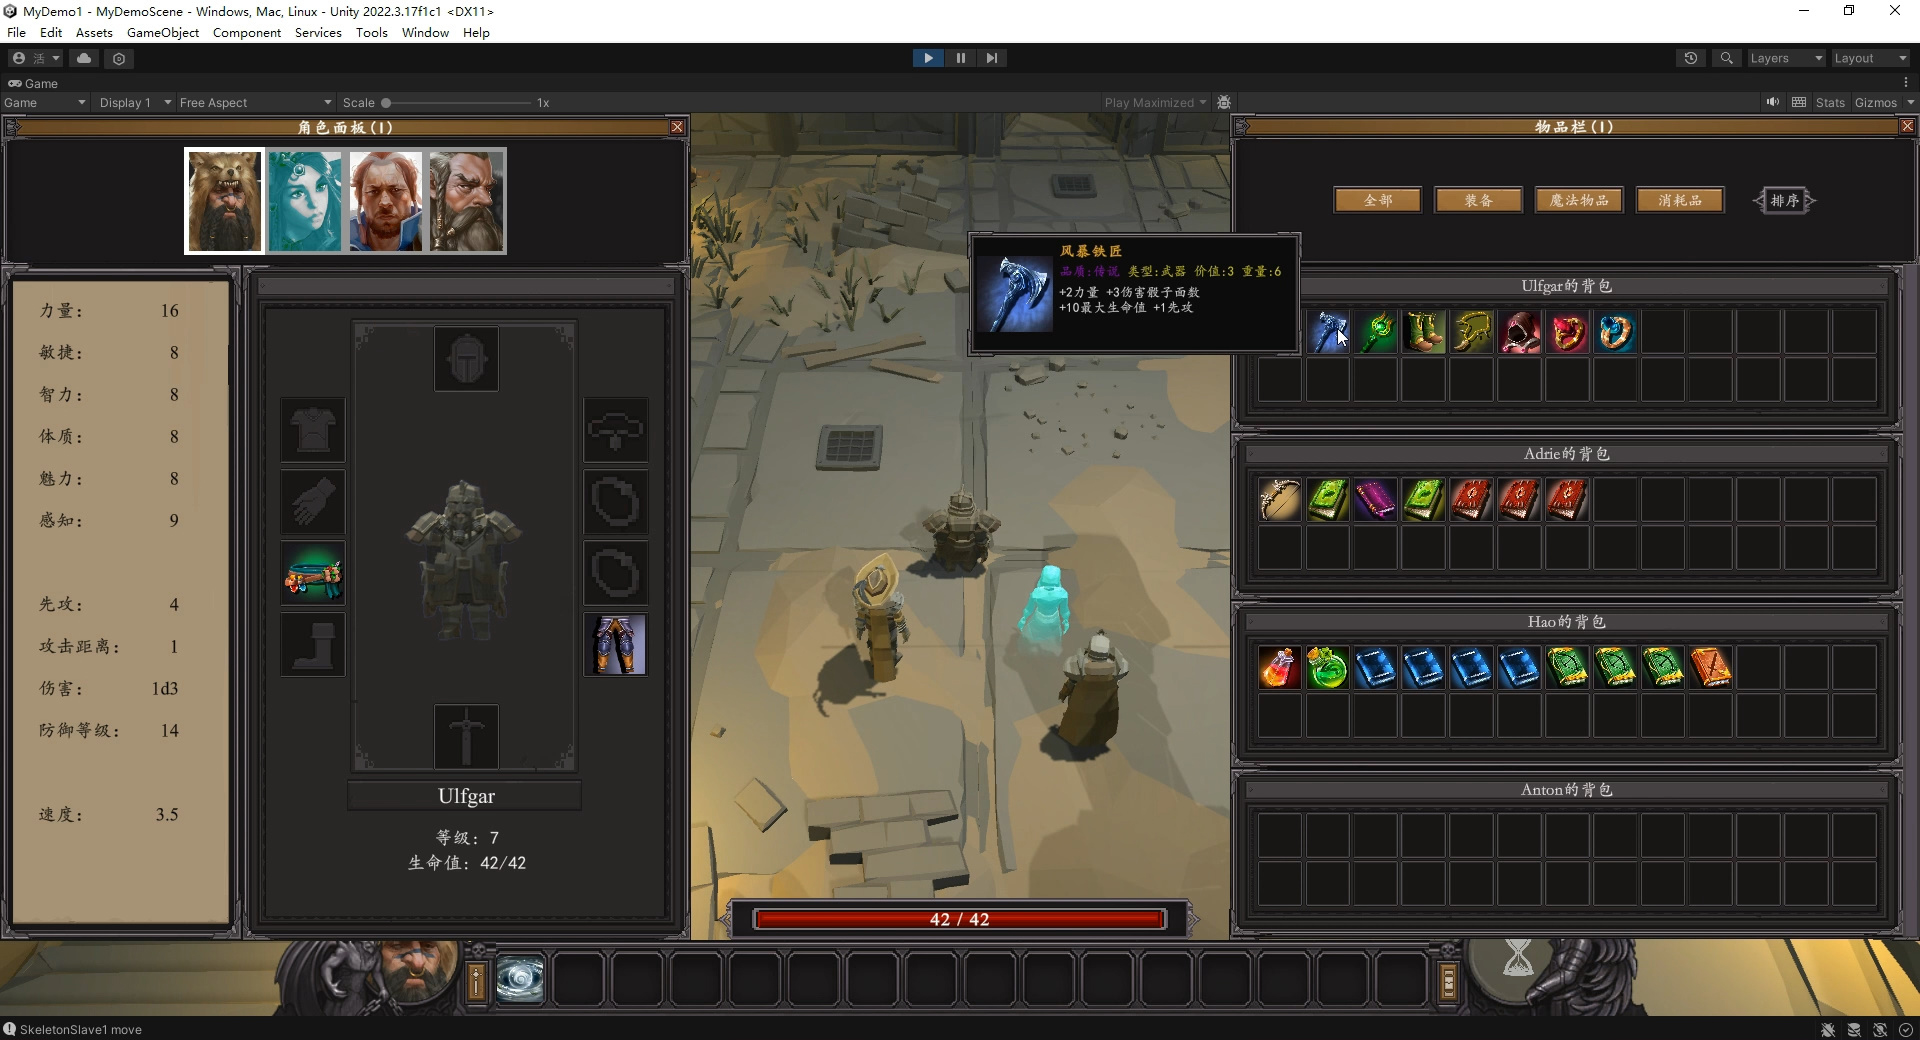 MyDemo1 - MyDemoScene - Windows, Mac, Linux - Unity 2022.3.17f1c1 <DX11>
File Edit Assets GameObject Component Services Tools Window Help
活 Layers Layout
Game
Game Display 1 Free Aspect Scale 1x Play Maximized Stats Gizmos
角色面板(I)
力量: 16
敏捷: 8
智力: 8
体质: 8
魅力: 8
感知: 9
先攻: 4
攻击距离: 1
伤害: 1d3
防御等级: 14
速度: 3.5
Ulfgar
等级: 7
生命值: 42/42
风暴铁匠
品质:传说 类型:武器 价值:3 重量:6
+2力量 +3伤害骰子面数
+10最大生命值 +1先攻
42 / 42
物品栏(I)
全部 装备 魔法物品 消耗品 排序
Ulfgar的背包
Adrie的背包
Hao的背包
Anton的背包
SkeletonSlave1 move